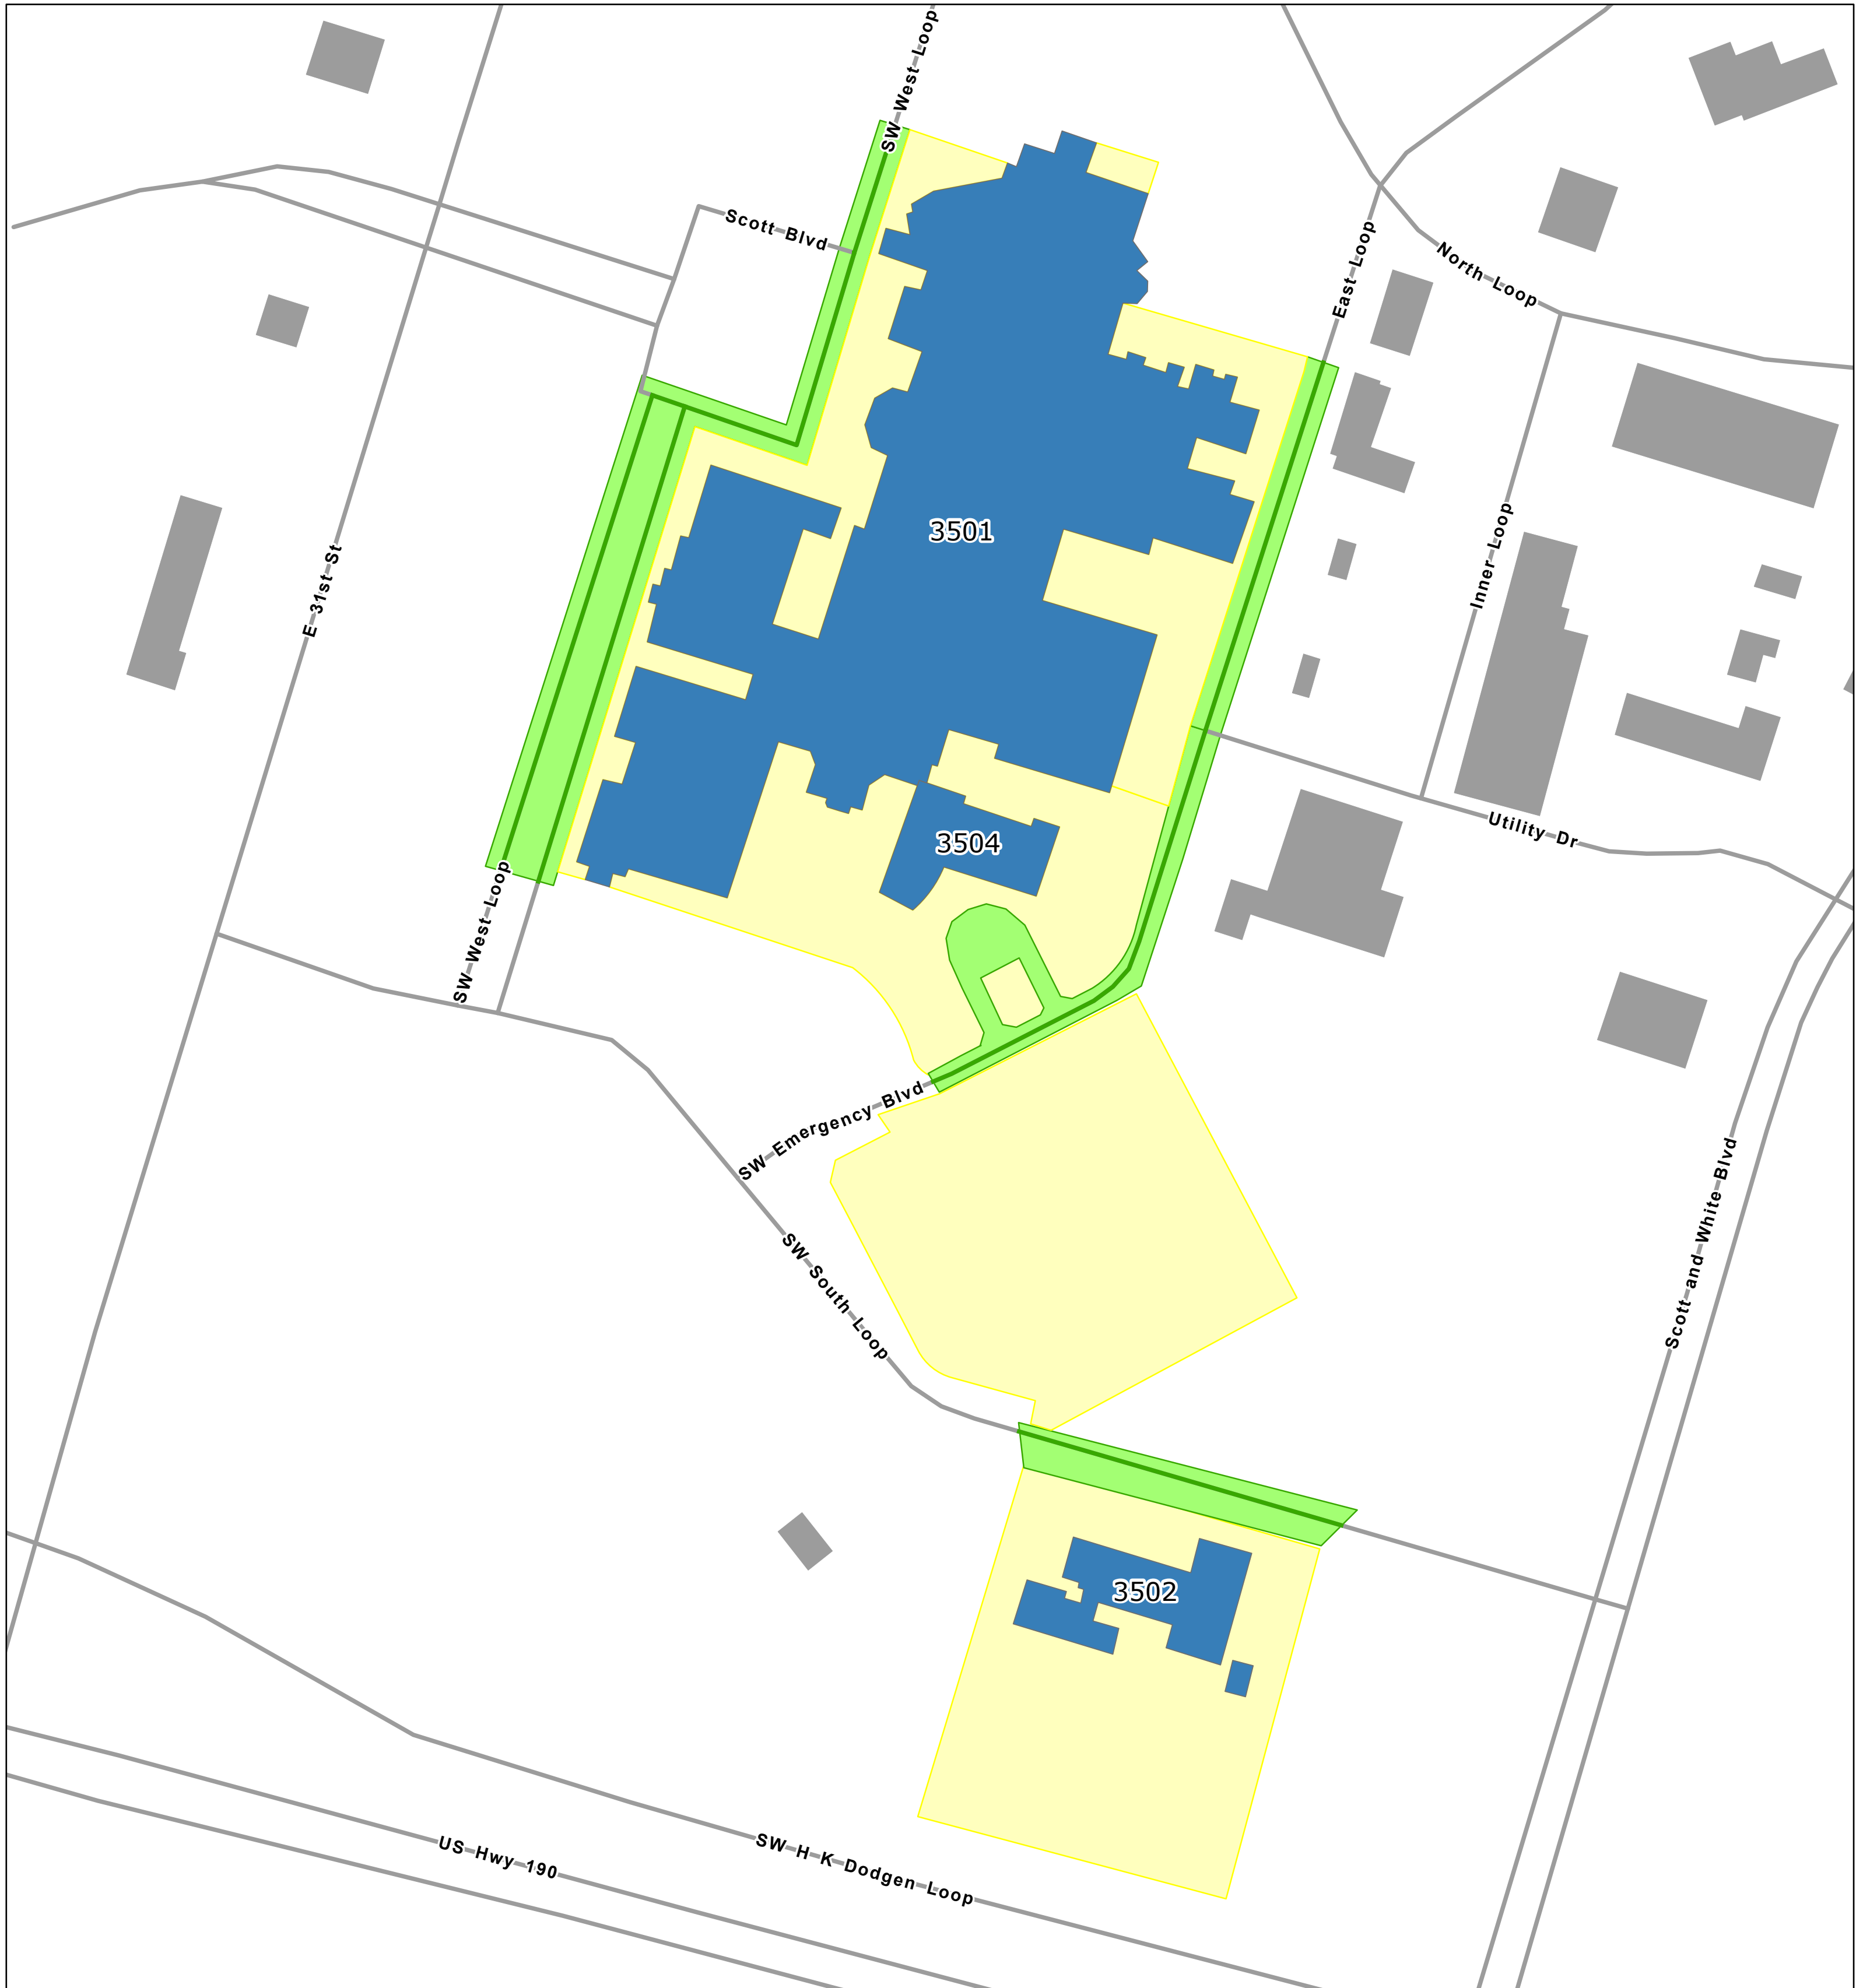 SW West Loop
Scott Blvd
East Loop
North Loop
3501
Inner Loop
E 31st St
Utility Dr
3504
SW West Loop
SW Emergency Blvd
SW South Loop
Scott and White Blvd
3502
US Hwy 190
SW H K Dodgen Loop